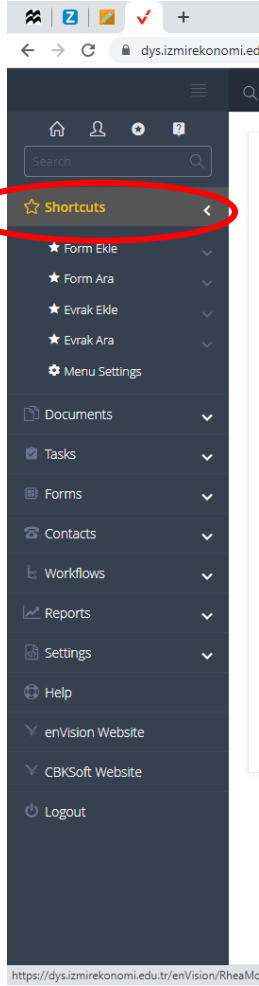 dys.izmirekonomi.ed
Search
Shortcuts
Form Ekle
Form Ara
Evrak Ekle
Evrak Ara
Menu Settings
Documents
Tasks
Forms
Contacts
Workflows
Reports
Settings
Help
enVision Website
CBKSoft Website
Logout
https://dys.izmirekonomi.edu.tr/enVision/RheaMo